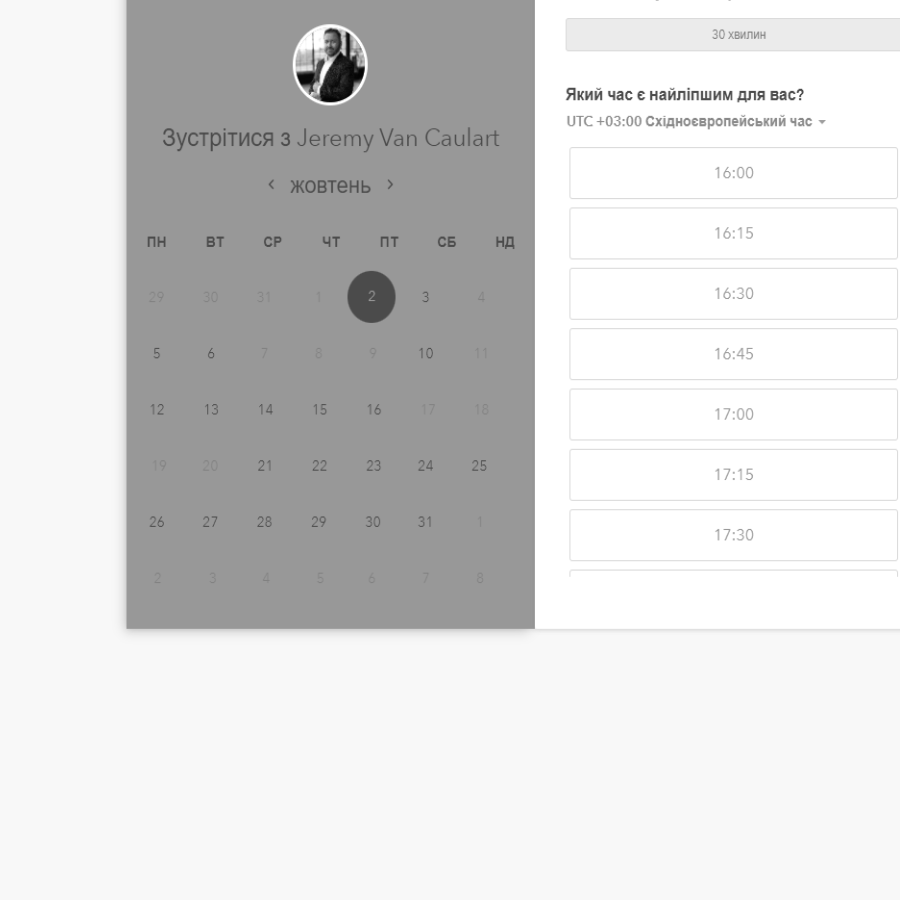 Зустрітися з Jeremy Van Caulart
‹ жовтень ›
ПН ВТ СР ЧТ ПТ СБ НД
29 30 31 1 2 3 4
5 6 7 8 9 10 11
12 13 14 15 16 17 18
19 20 21 22 23 24 25
26 27 28 29 30 31 1
2 3 4 5 6 7 8
30 хвилин
Який час є найліпшим для вас?
UTC +03:00 Східноєвропейський час
16:00
16:15
16:30
16:45
17:00
17:15
17:30